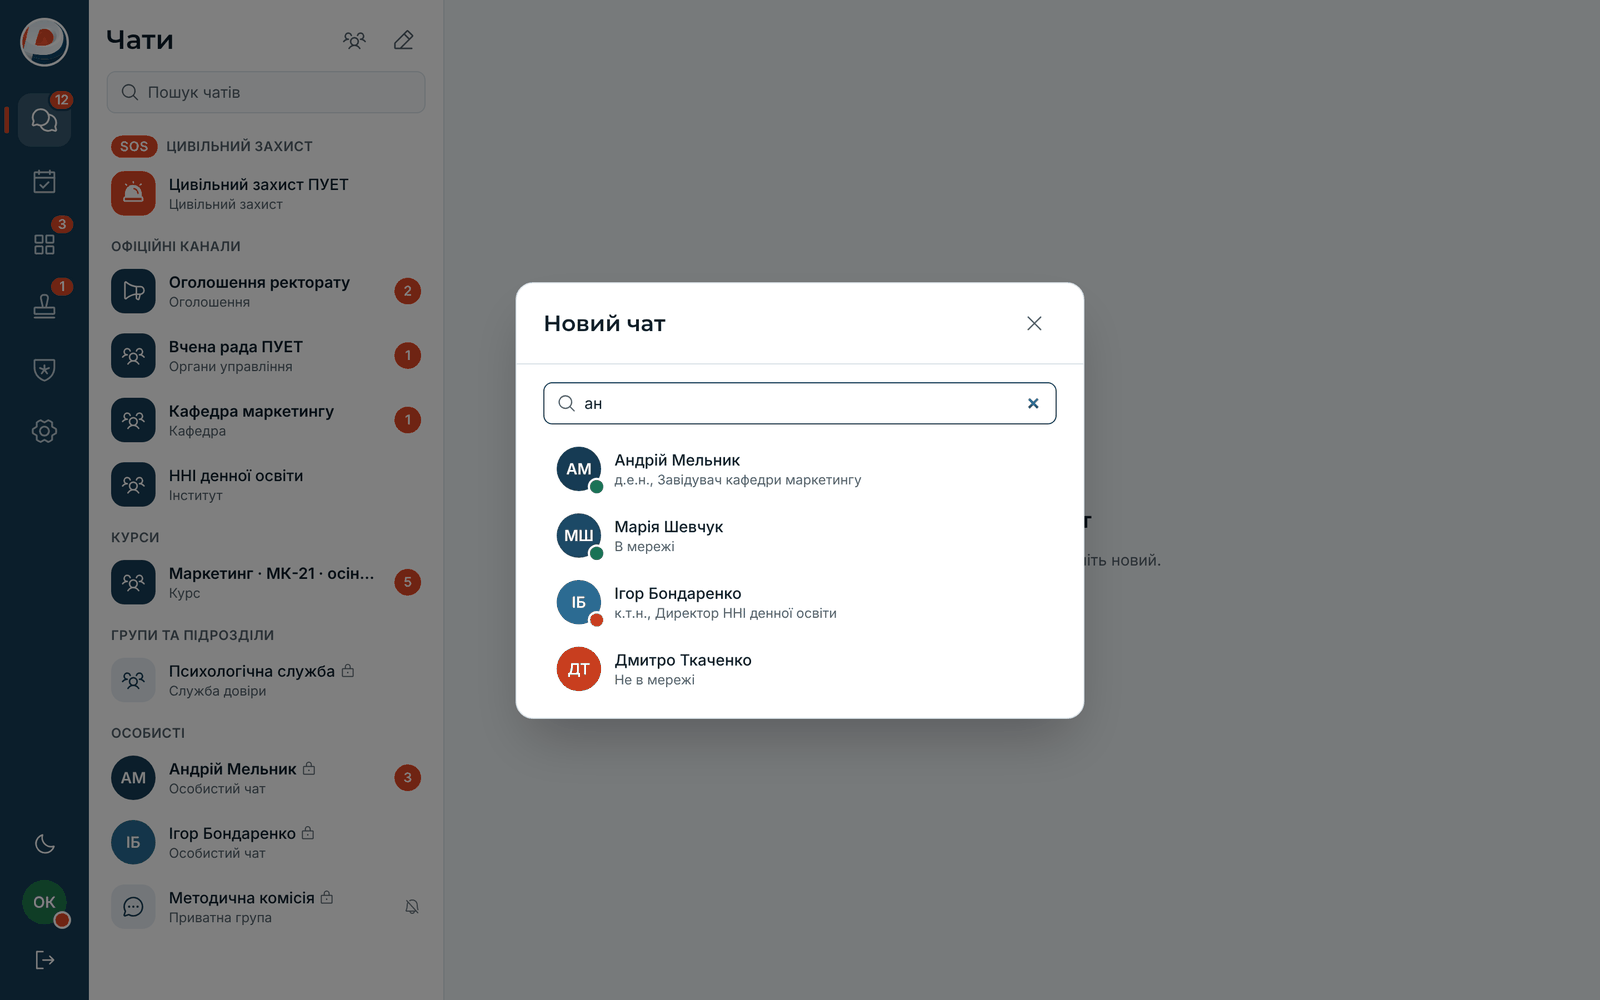 Чати
12
Пошук чатів
SOS ЦИВІЛЬНИЙ ЗАХИСТ
Цивільний захист ПУЕТ
Цивільний захист
3
ОФІЦІЙНІ КАНАЛИ
Оголошення ректорату
Оголошення
2
1
Вчена рада ПУЕТ
Органи управління
1
Кафедра маркетингу
Кафедра
1
ННІ денної освіти
Інститут
КУРСИ
Маркетинг · МК-21 · осін...
Курс
5
ГРУПИ ТА ПІДРОЗДІЛИ
Психологічна служба
Служба довіри
ОСОБИСТІ
АМ
Андрій Мельник
Особистий чат
3
ІБ
Ігор Бондаренко
Особистий чат
Методична комісія
Приватна група
ОК
Новий чат
ан
АМ
Андрій Мельник
д.е.н., Завідувач кафедри маркетингу
МШ
Марія Шевчук
В мережі
ІБ
Ігор Бондаренко
к.т.н., Директор ННІ денної освіти
ДТ
Дмитро Ткаченко
Не в мережі
новий.